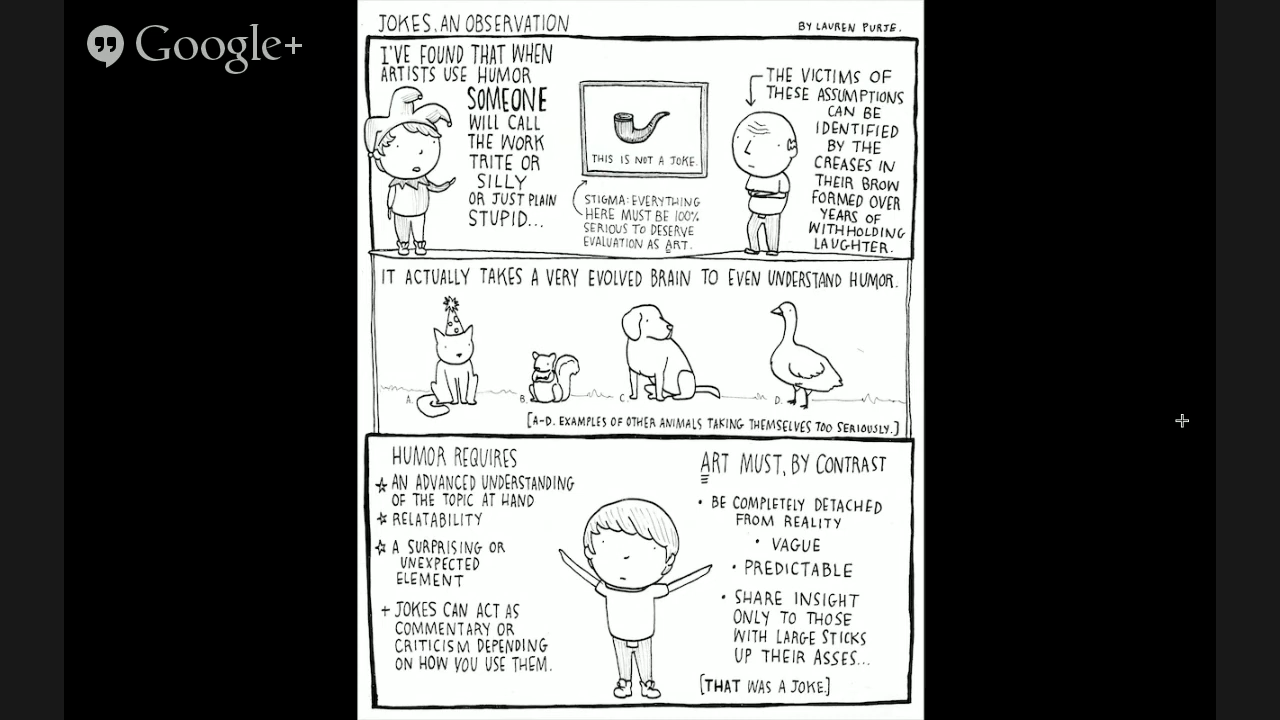 Google+
JOKES, AN OBSERVATION
BY LAUREN PURJE.
I'VE FOUND THAT WHEN
ARTISTS USE HUMOR
SOMEONE
WILL CALL
THE WORK
TRITE OR
SILLY
OR JUST PLAIN
STUPID...
THIS IS NOT A JOKE.
STIGMA: EVERYTHING
HERE MUST BE 100%
SERIOUS TO DESERVE
EVALUATION AS ART.
THE VICTIMS OF
THESE ASSUMPTIONS
CAN BE
IDENTIFIED
BY THE
CREASES IN
THEIR BROW
FORMED OVER
YEARS OF
WITHHOLDING
LAUGHTER.
IT ACTUALLY TAKES A VERY EVOLVED BRAIN TO EVEN UNDERSTAND HUMOR.
A. B. C. D.
[A-D. EXAMPLES OF OTHER ANIMALS TAKING THEMSELVES TOO SERIOUSLY.]
HUMOR REQUIRES
☆ AN ADVANCED UNDERSTANDING
OF THE TOPIC AT HAND
☆ RELATABILITY
☆ A SURPRISING OR
UNEXPECTED
ELEMENT
+ JOKES CAN ACT AS
COMMENTARY OR
CRITICISM DEPENDING
ON HOW YOU USE THEM.
ART MUST, BY CONTRAST
• BE COMPLETELY DETACHED
FROM REALITY
• VAGUE
• PREDICTABLE
• SHARE INSIGHT
ONLY TO THOSE
WITH LARGE STICKS
UP THEIR ASSES...
[THAT WAS A JOKE.]